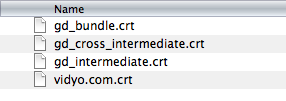 Name
gd_bundle.crt
gd_cross_intermediate.crt
gd_intermediate.crt
vidyo.com.crt